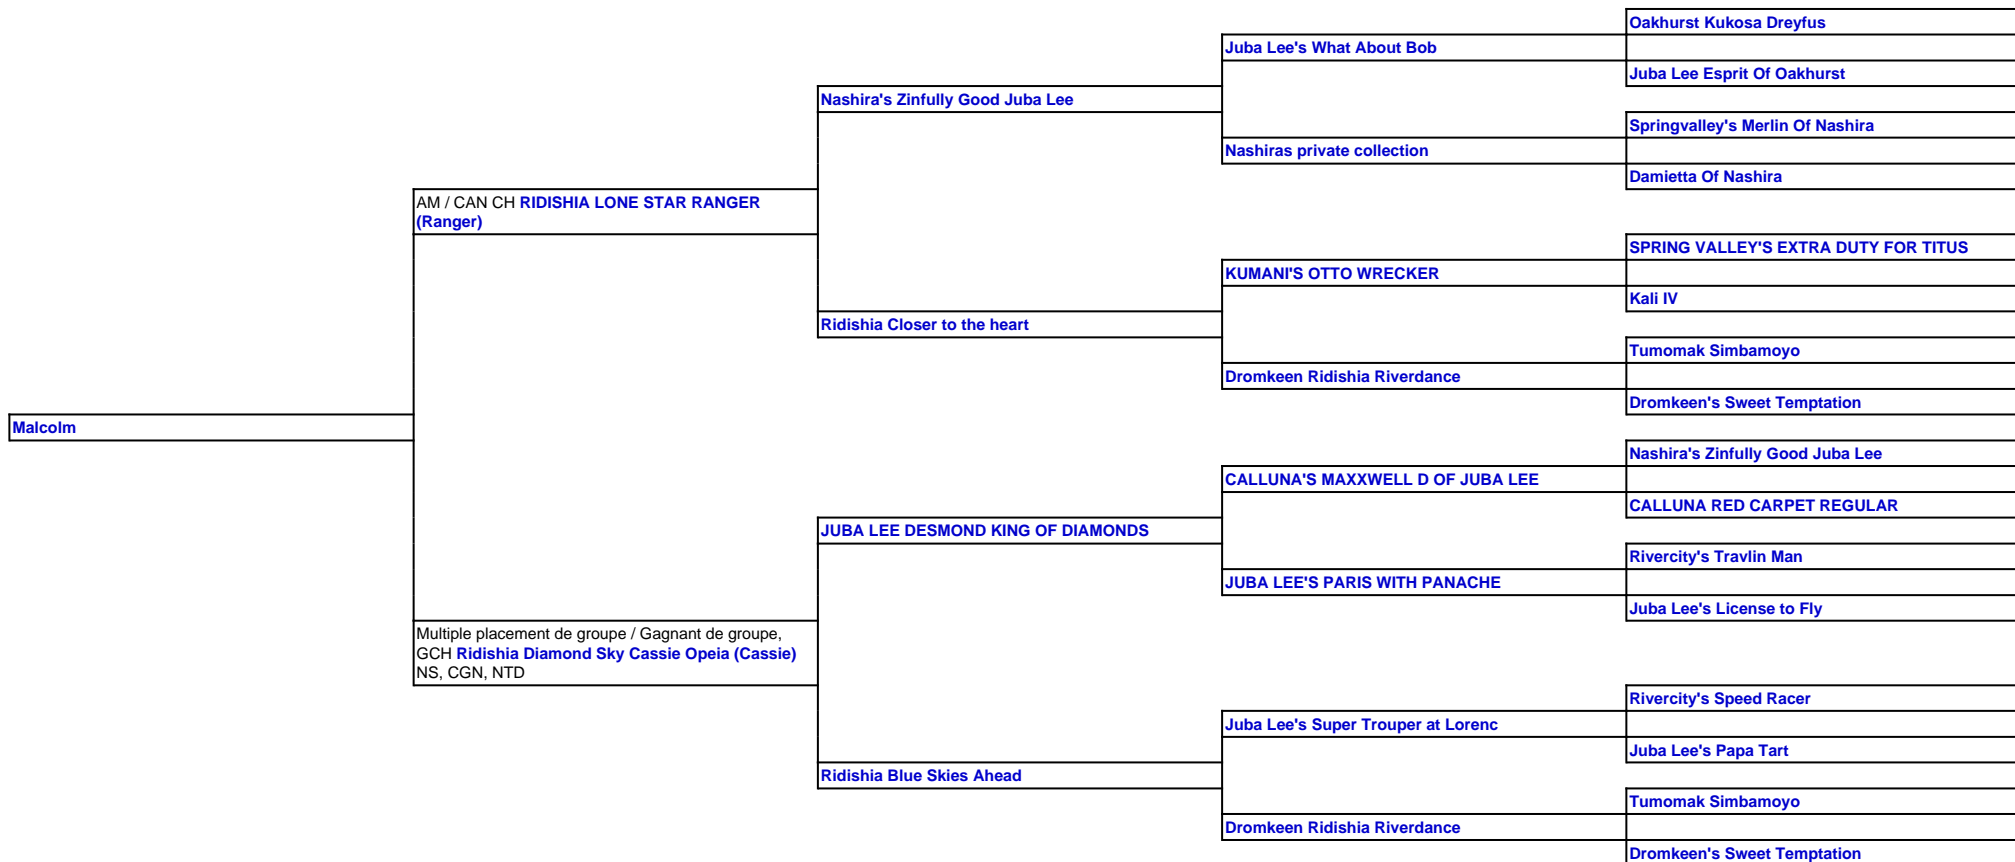 Oakhurst Kukosa Dreyfus
Juba Lee's What About Bob
Juba Lee Esprit Of Oakhurst
Nashira's Zinfully Good Juba Lee
Springvalley's Merlin Of Nashira
Nashiras private collection
Damietta Of Nashira
AM / CAN CH RIDISHIA LONE STAR RANGER
(Ranger)
SPRING VALLEY'S EXTRA DUTY FOR TITUS
KUMANI'S OTTO WRECKER
Kali IV
Ridishia Closer to the heart
Tumomak Simbamoyo
Dromkeen Ridishia Riverdance
Dromkeen's Sweet Temptation
Malcolm
Nashira's Zinfully Good Juba Lee
CALLUNA'S MAXXWELL D OF JUBA LEE
CALLUNA RED CARPET REGULAR
JUBA LEE DESMOND KING OF DIAMONDS
Rivercity's Travlin Man
JUBA LEE'S PARIS WITH PANACHE
Juba Lee's License to Fly
Multiple placement de groupe / Gagnant de groupe,
GCH Ridishia Diamond Sky Cassie Opeia (Cassie)
NS, CGN, NTD
Rivercity's Speed Racer
Juba Lee's Super Trouper at Lorenc
Juba Lee's Papa Tart
Ridishia Blue Skies Ahead
Tumomak Simbamoyo
Dromkeen Ridishia Riverdance
Dromkeen's Sweet Temptation